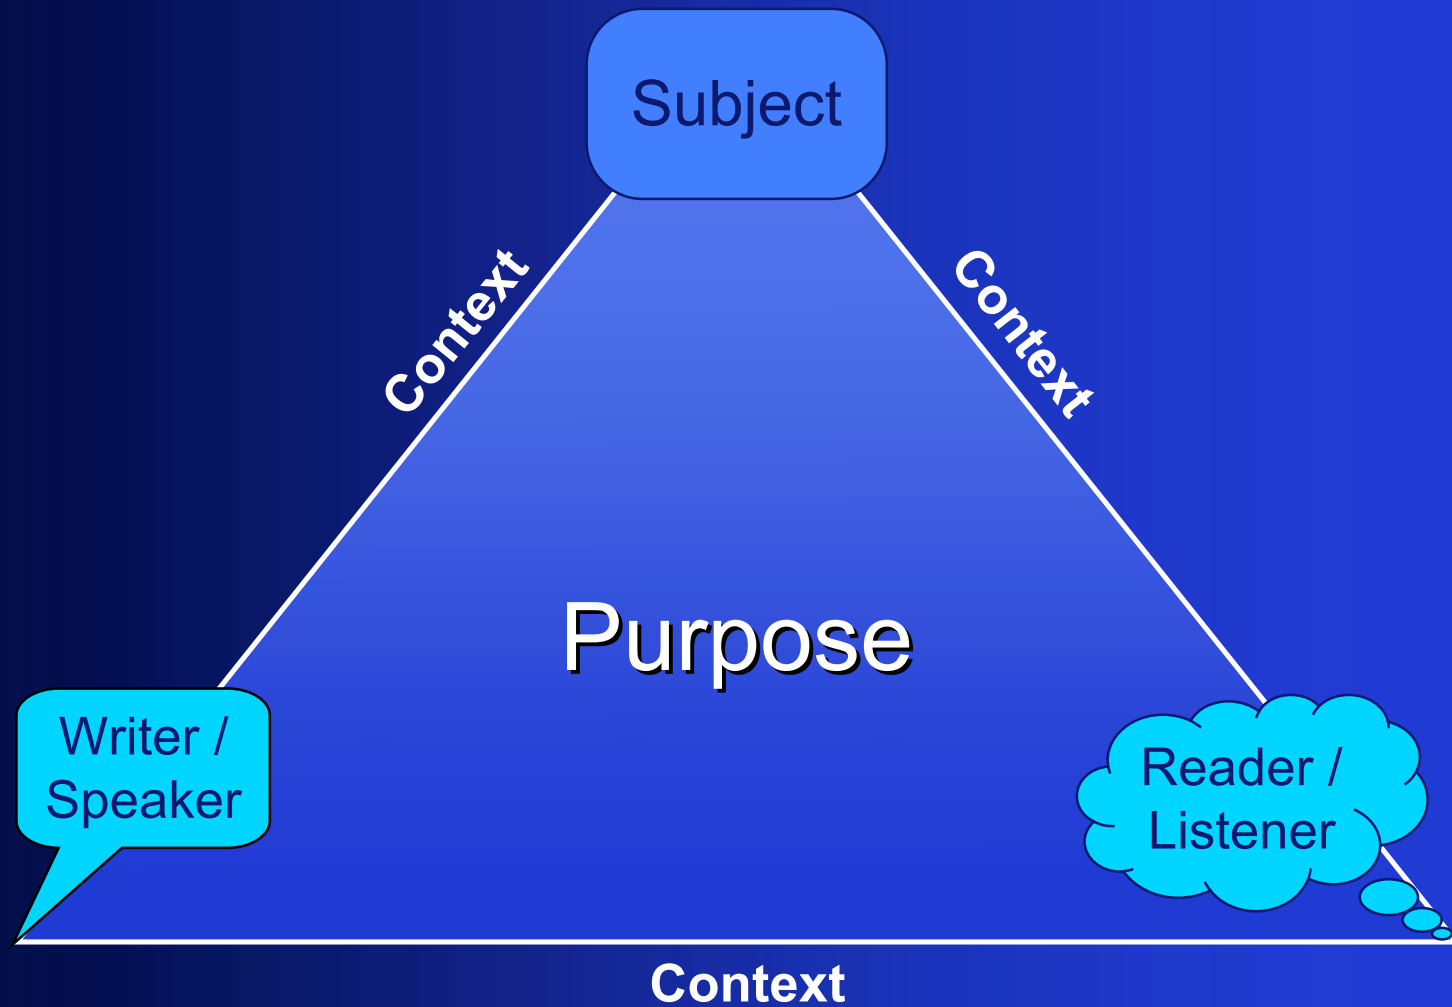 Subject
Context
Context
Purpose
Writer /
Speaker
Reader /
Listener
Context